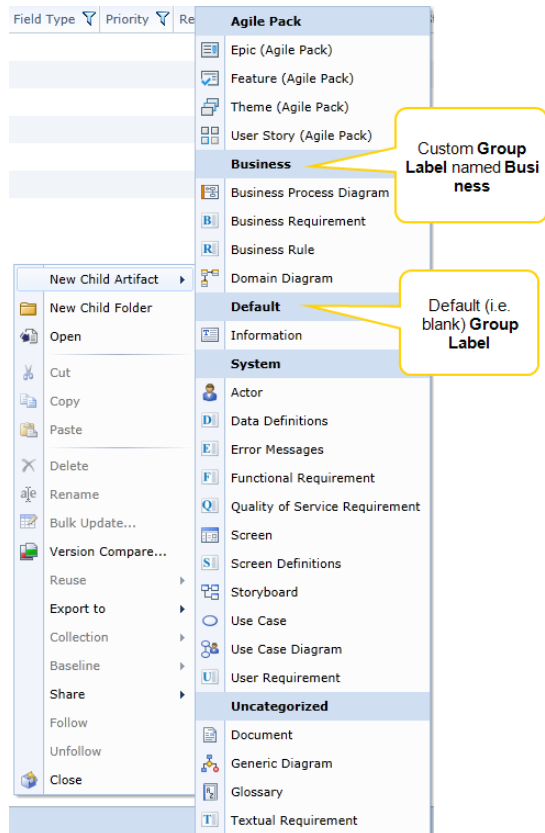 Field Type Priority Re
Agile Pack
Epic (Agile Pack)
Feature (Agile Pack)
Theme (Agile Pack)
User Story (Agile Pack)
Business
Business Process Diagram
Business Requirement
Business Rule
Domain Diagram
Default
Information
System
Actor
Data Definitions
Error Messages
Functional Requirement
Quality of Service Requirement
Screen
Screen Definitions
Storyboard
Use Case
Use Case Diagram
User Requirement
Uncategorized
Document
Generic Diagram
Glossary
Textual Requirement
Custom Group
Label named Busi
ness
Default (i.e.
blank) Group
Label
New Child Artifact
New Child Folder
Open
Cut
Copy
Paste
Delete
Rename
Bulk Update...
Version Compare...
Reuse
Export to
Collection
Baseline
Share
Follow
Unfollow
Close